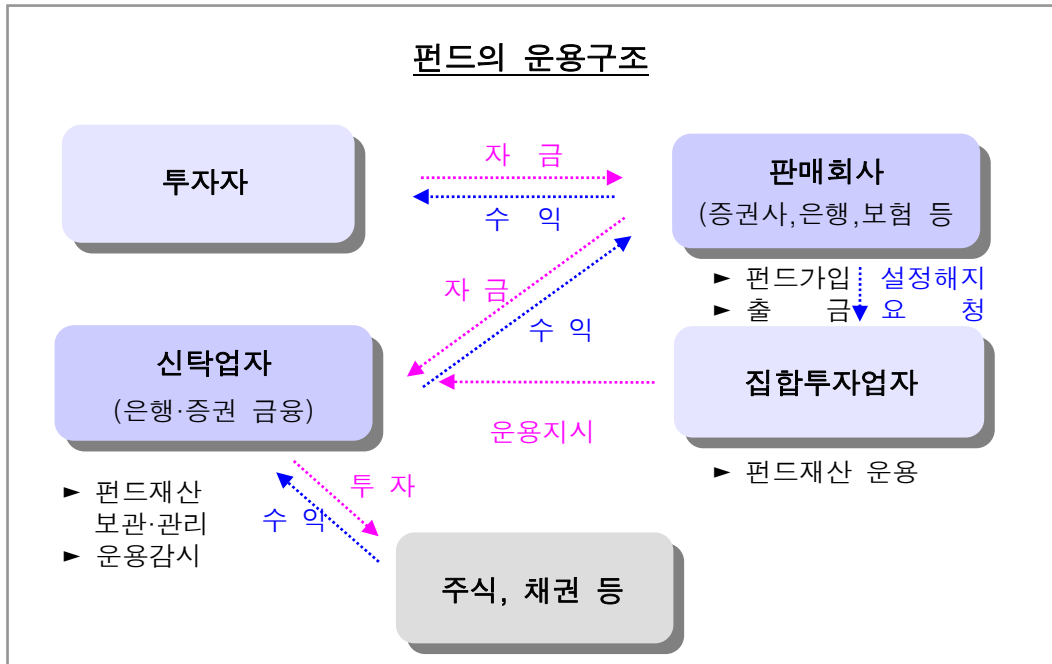 펀드의 운용구조
투자자
자 금
수 익
판매회사
(증권사,은행,보험 등
► 펀드가입
► 출 금
설정해지
요 청
자 금
수 익
신탁업자
(은행·증권 금융)
집합투자업자
운용지시
► 펀드재산 운용
► 펀드재산
보관·관리
► 운용감시
투 자
수 익
주식, 채권 등